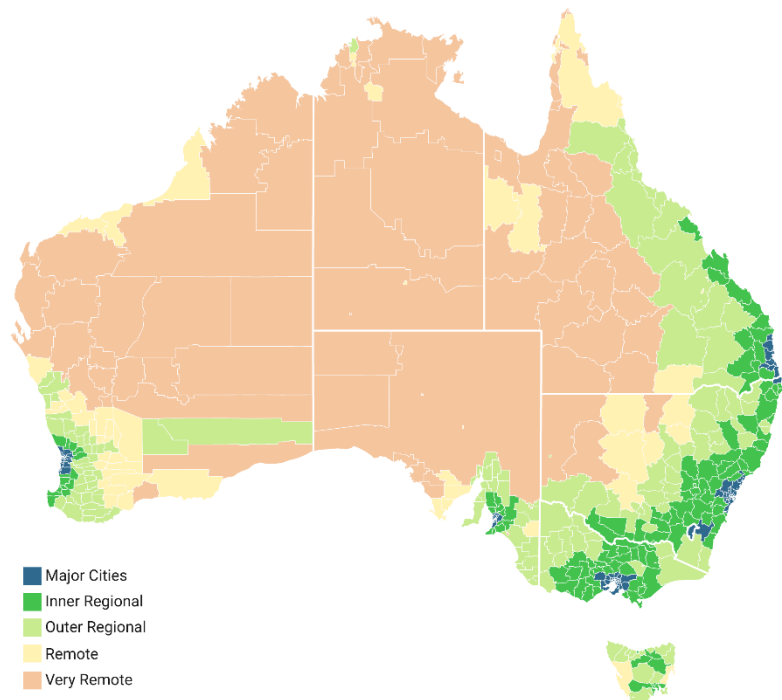 Major Cities
Inner Regional
Outer Regional
Remote
Very Remote